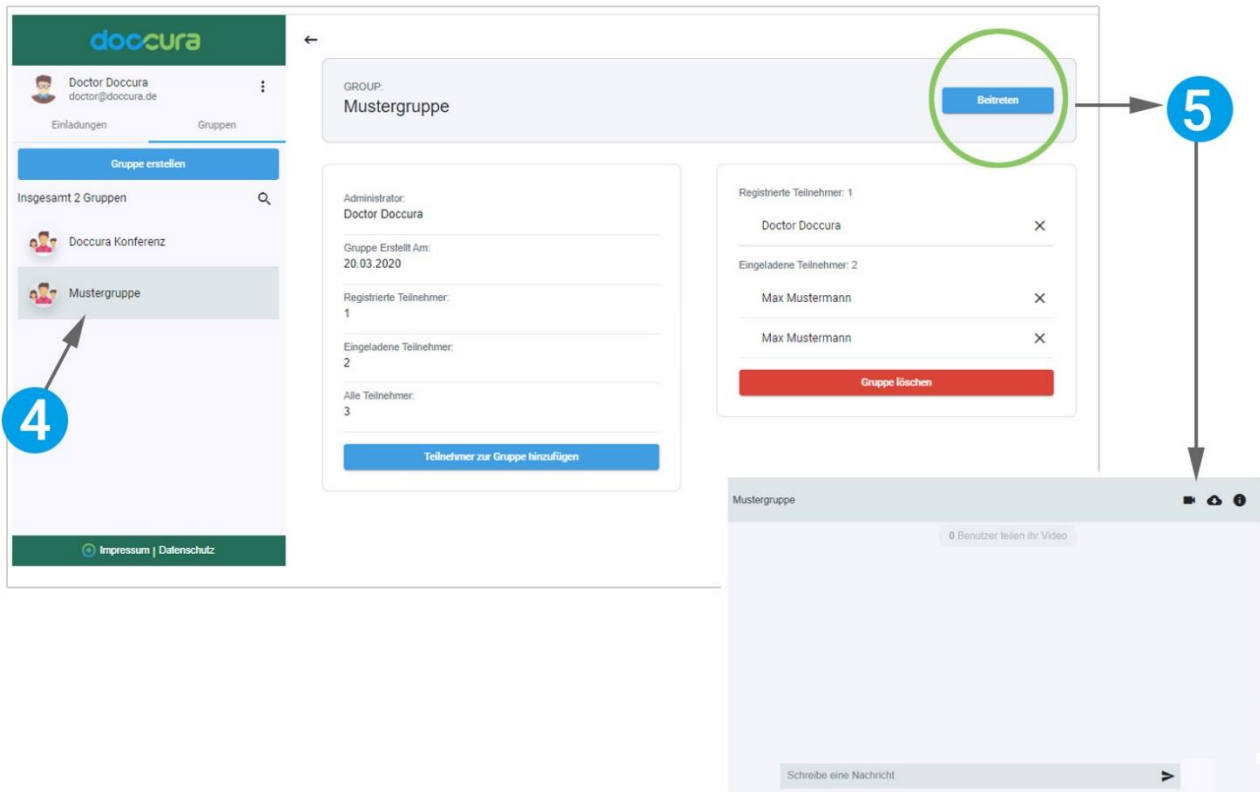 doccura
Doctor Doccura
doctor@doccura.de
Einladungen Gruppen
Gruppe erstellen
Insgesamt 2 Gruppen
Doccura Konferenz
Mustergruppe
4
Impressum | Datenschutz
GROUP:
Mustergruppe
Beitreten
5
Administrator:
Doctor Doccura
Gruppe Erstellt Am:
20.03.2020
Registrierte Teilnehmer:
1
Eingeladene Teilnehmer:
2
Alle Teilnehmer:
3
Teilnehmer zur Gruppe hinzufügen
Registrierte Teilnehmer: 1
Doctor Doccura
Eingeladene Teilnehmer: 2
Max Mustermann
Max Mustermann
Gruppe löschen
Mustergruppe
0 Benutzer teilen ihr Video
Schreibe eine Nachricht